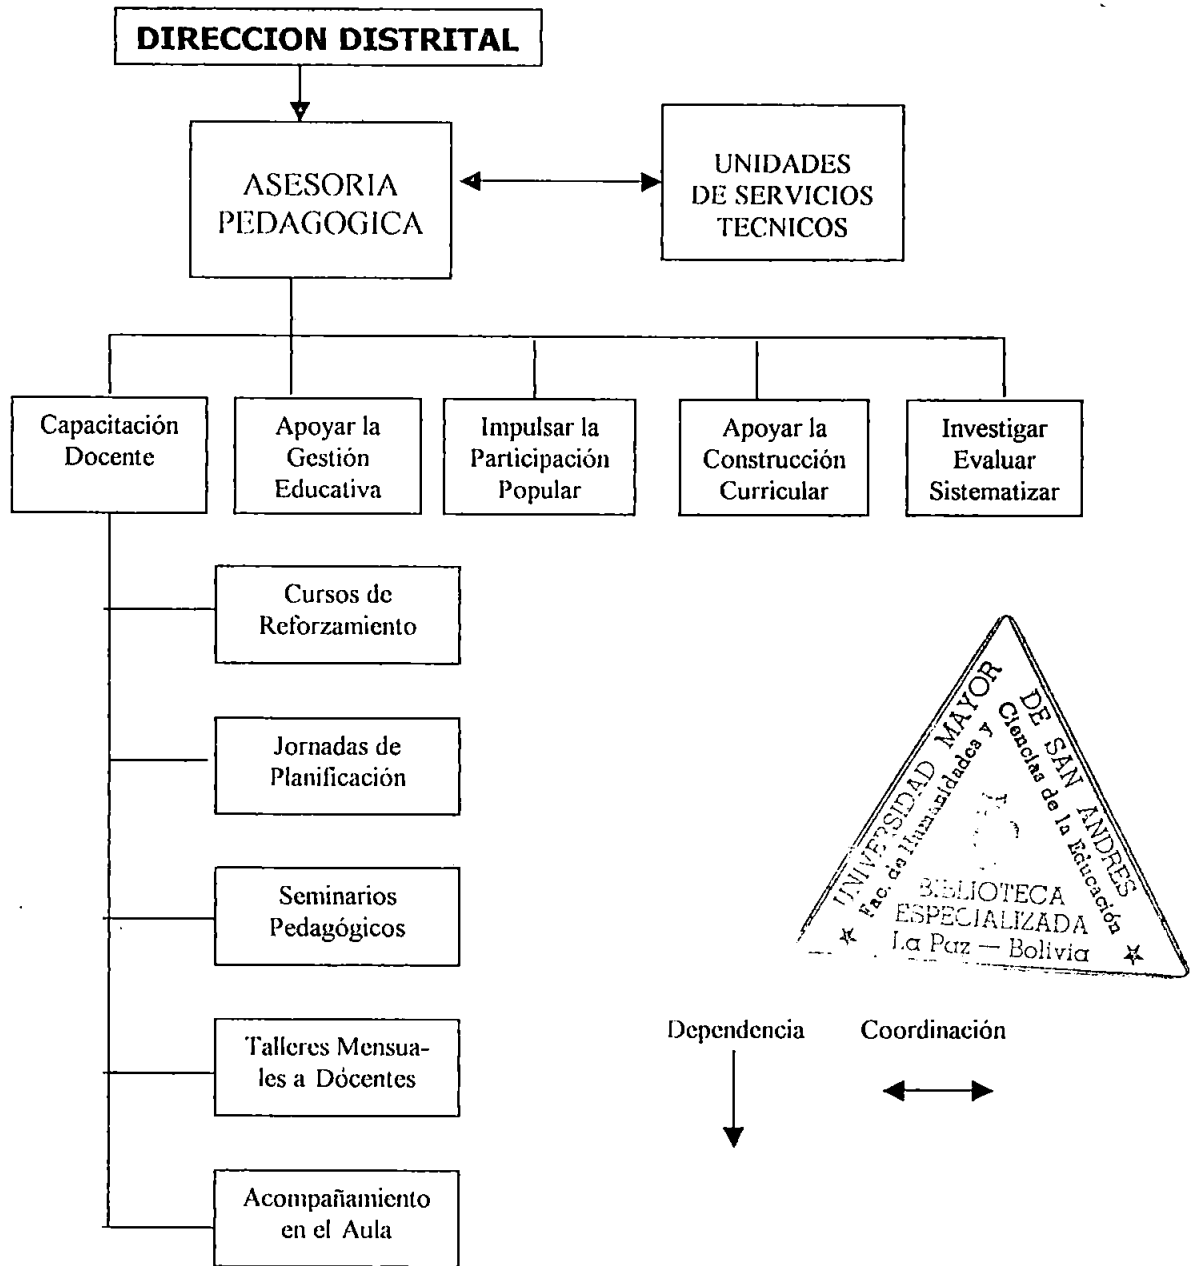 DIRECCION DISTRITAL
ASESORIA
PEDAGOGICA
UNIDADES
DE SERVICIOS
TECNICOS
Capacitación
Docente
Apoyar la
Gestión
Educativa
Impulsar la
Participación
Popular
Apoyar la
Construcción
Curricular
Investigar
Evaluar
Sistematizar
Cursos de
Reforzamiento
Jornadas de
Planificación
Seminarios
Pedagógicos
Talleres Mensua-
les a Dócentes
Acompañamiento
en el Aula
UNIVERSIDAD MAYOR
DE SAN ANDRES
Fac. de Humanidades y
Ciencias de la Educación
BIBLIOTECA
ESPECIALIZADA
La Paz — Bolivia
Dependencia
Coordinación